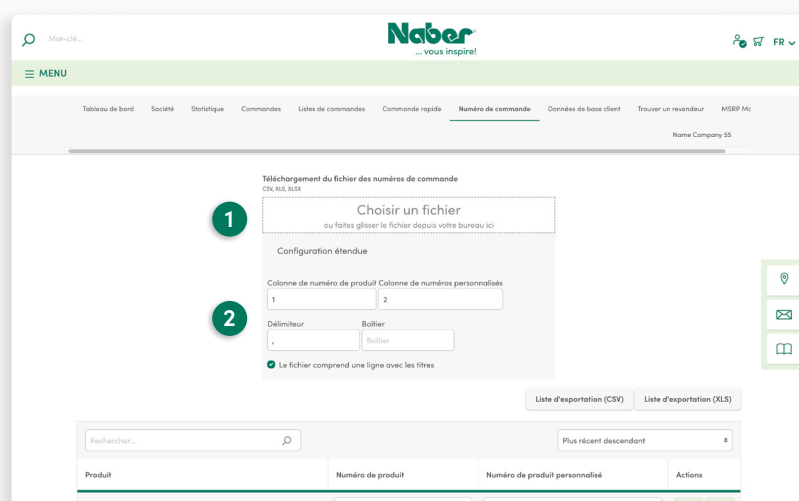 Mot-clé...
Naber
... vous inspire!
FR
MENU
Tableau de bord Société Statistique Commandes Listes de commandes Commande rapide Numéro de commande Données de base client Trouver un revendeur MSRP Mc
Name Company 55
Téléchargement du fichier des numéros de commande
CSV, XLS, XLSX
1
Choisir un fichier
ou faites glisser le fichier depuis votre bureau ici
Configuration étendue
Colonne de numéro de produit Colonne de numéros personnalisés
1 2
2
Délimiteur Boîtier
, Boîtier
Le fichier comprend une ligne avec les titres
Liste d'exportation (CSV) Liste d'exportation (XLS)
Rechercher... Plus récent descendant
Produit Numéro de produit Numéro de produit personnalisé Actions